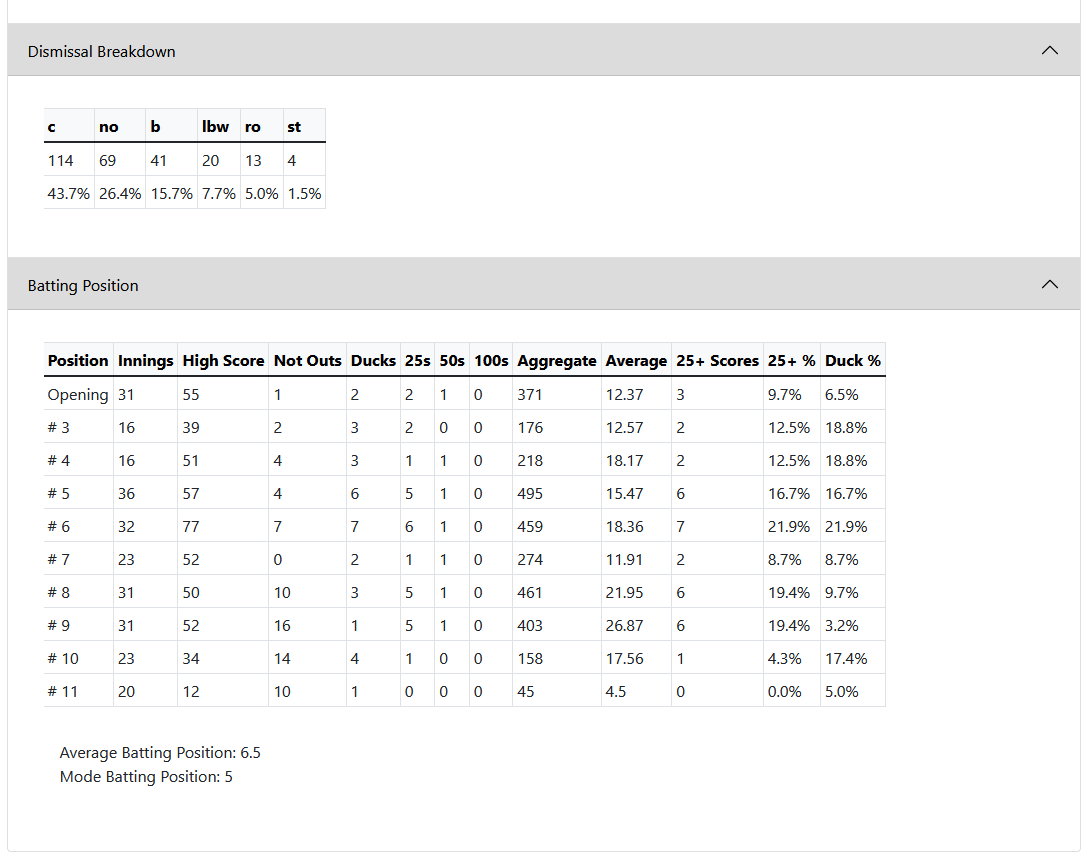 Dismissal Breakdown
c no b lbw ro st
114 69 41 20 13 4
43.7% 26.4% 15.7% 7.7% 5.0% 1.5%
Batting Position
Position Innings High Score Not Outs Ducks 25s 50s 100s Aggregate Average 25+ Scores 25+ % Duck %
Opening 31 55 1 2 2 1 0 371 12.37 3 9.7% 6.5%
# 3 16 39 2 3 2 0 0 176 12.57 2 12.5% 18.8%
# 4 16 51 4 3 1 1 0 218 18.17 2 12.5% 18.8%
# 5 36 57 4 6 5 1 0 495 15.47 6 16.7% 16.7%
# 6 32 77 7 7 6 1 0 459 18.36 7 21.9% 21.9%
# 7 23 52 0 2 1 1 0 274 11.91 2 8.7% 8.7%
# 8 31 50 10 3 5 1 0 461 21.95 6 19.4% 9.7%
# 9 31 52 16 1 5 1 0 403 26.87 6 19.4% 3.2%
# 10 23 34 14 4 1 0 0 158 17.56 1 4.3% 17.4%
# 11 20 12 10 1 0 0 0 45 4.5 0 0.0% 5.0%
Average Batting Position: 6.5
Mode Batting Position: 5